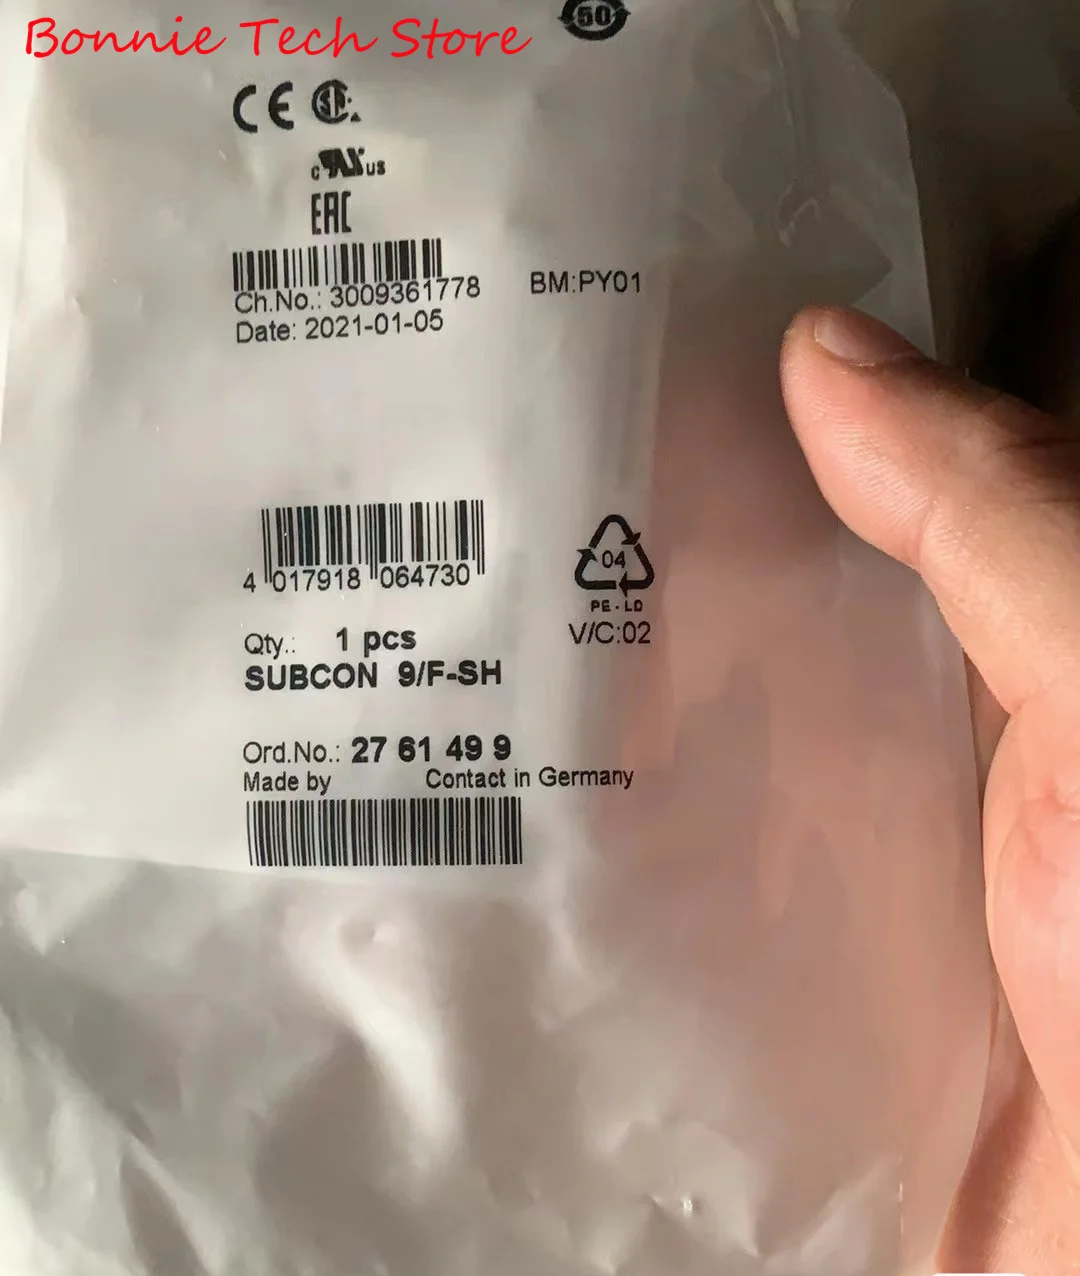 Bonnie Tech Store
50
CE
c UL US
EAC
Ch.No.: 3009361778 BM:PY01
Date: 2021-01-05
4 017918 064730
04
PE-LD
V/C:02
Qty.: 1 pcs
SUBCON 9/F-SH
Ord.No.: 27 61 49 9
Made by Contact in Germany